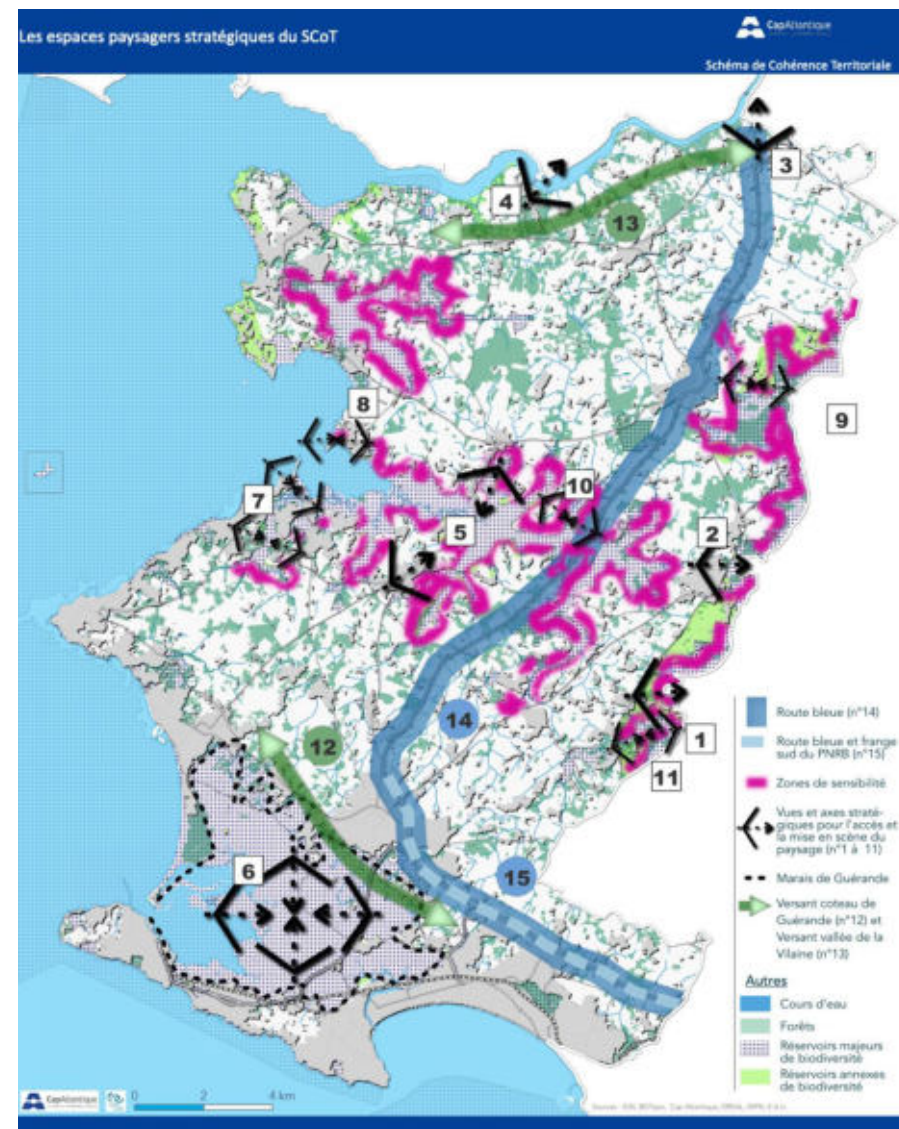 Les espaces paysagers stratégiques du SCoT
CapAtlantique
Schéma de Cohérence Territoriale
3
4
13
8
9
7
10
5
2
14
12
1
11
6
15
Route bleue (n°14)
Route bleue et frange
sud du PNRB (n°15)
Zones de sensibilité
Vues et axes straté-
giques pour l'accès et
la mise en scène du
paysage (n°1 à 11)
Marais de Guérande
Versant coteau de
Guérande (n°12) et
Versant vallée de la
Vilaine (n°13)
Autres
Cours d'eau
Forêts
Réservoirs majeurs
de biodiversité
Réservoirs annexes
de biodiversité
CapAtlantique
0 2 4 km